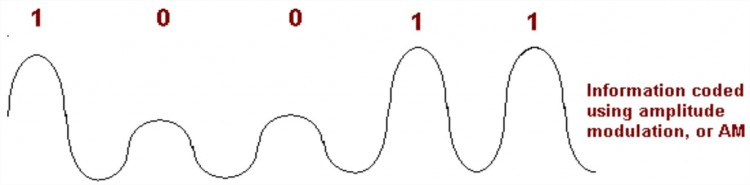 1 0 0 1 1
Information coded
using amplitude
modulation, or AM